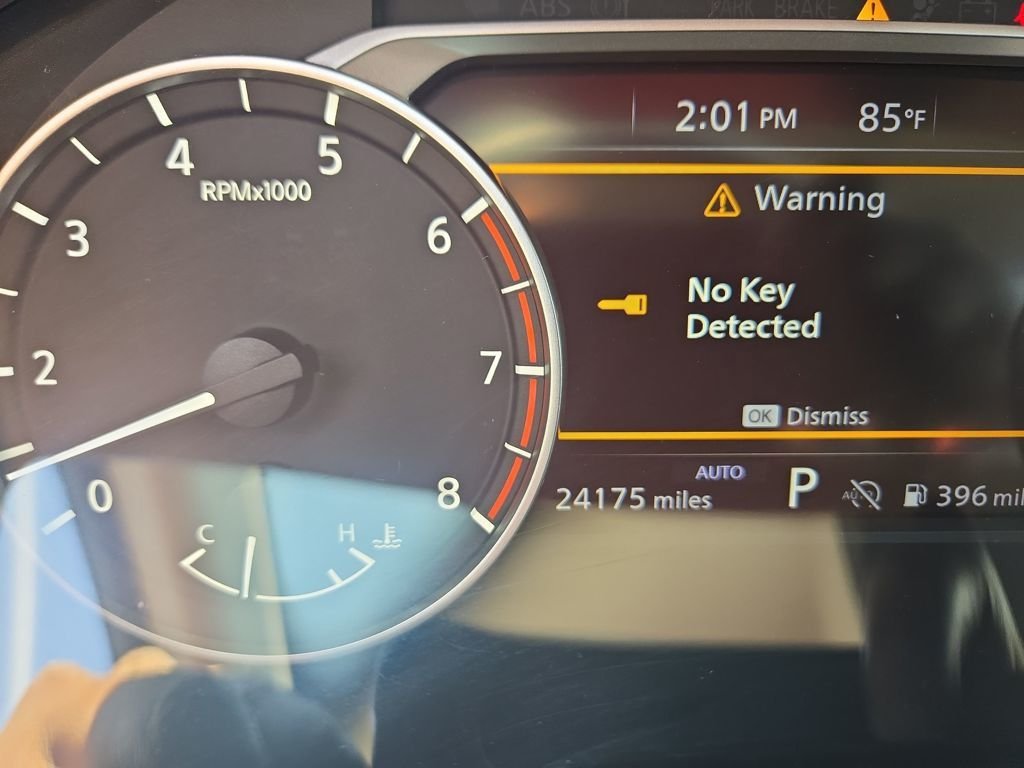 ABS
PARK BRAKE
2:01 PM 85°F
Warning
No Key
Detected
OK Dismiss
AUTO
24175 miles P 396
4 5
RPMx1000
3 6
2 7
0 8
C H